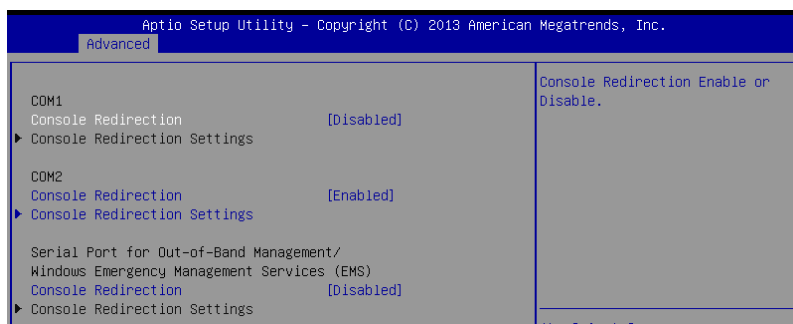 Aptio Setup Utility – Copyright (C) 2013 American Megatrends, Inc.
Advanced
COM1
Console Redirection [Disabled]
Console Redirection Settings
COM2
Console Redirection [Enabled]
Console Redirection Settings
Serial Port for Out-of-Band Management/
Windows Emergency Management Services (EMS)
Console Redirection [Disabled]
Console Redirection Settings
Console Redirection Enable or
Disable.